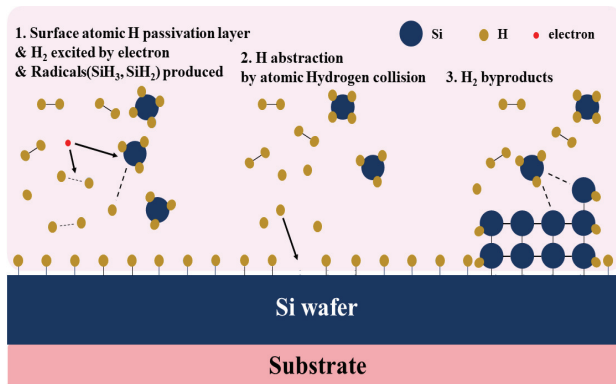 1. Surface atomic H passivation layer
& H2 excited by electron
& Radicals(SiH3, SiH2) produced
2. H abstraction
by atomic Hydrogen collision
Si
H
electron
3. H2 byproducts
Si wafer
Substrate